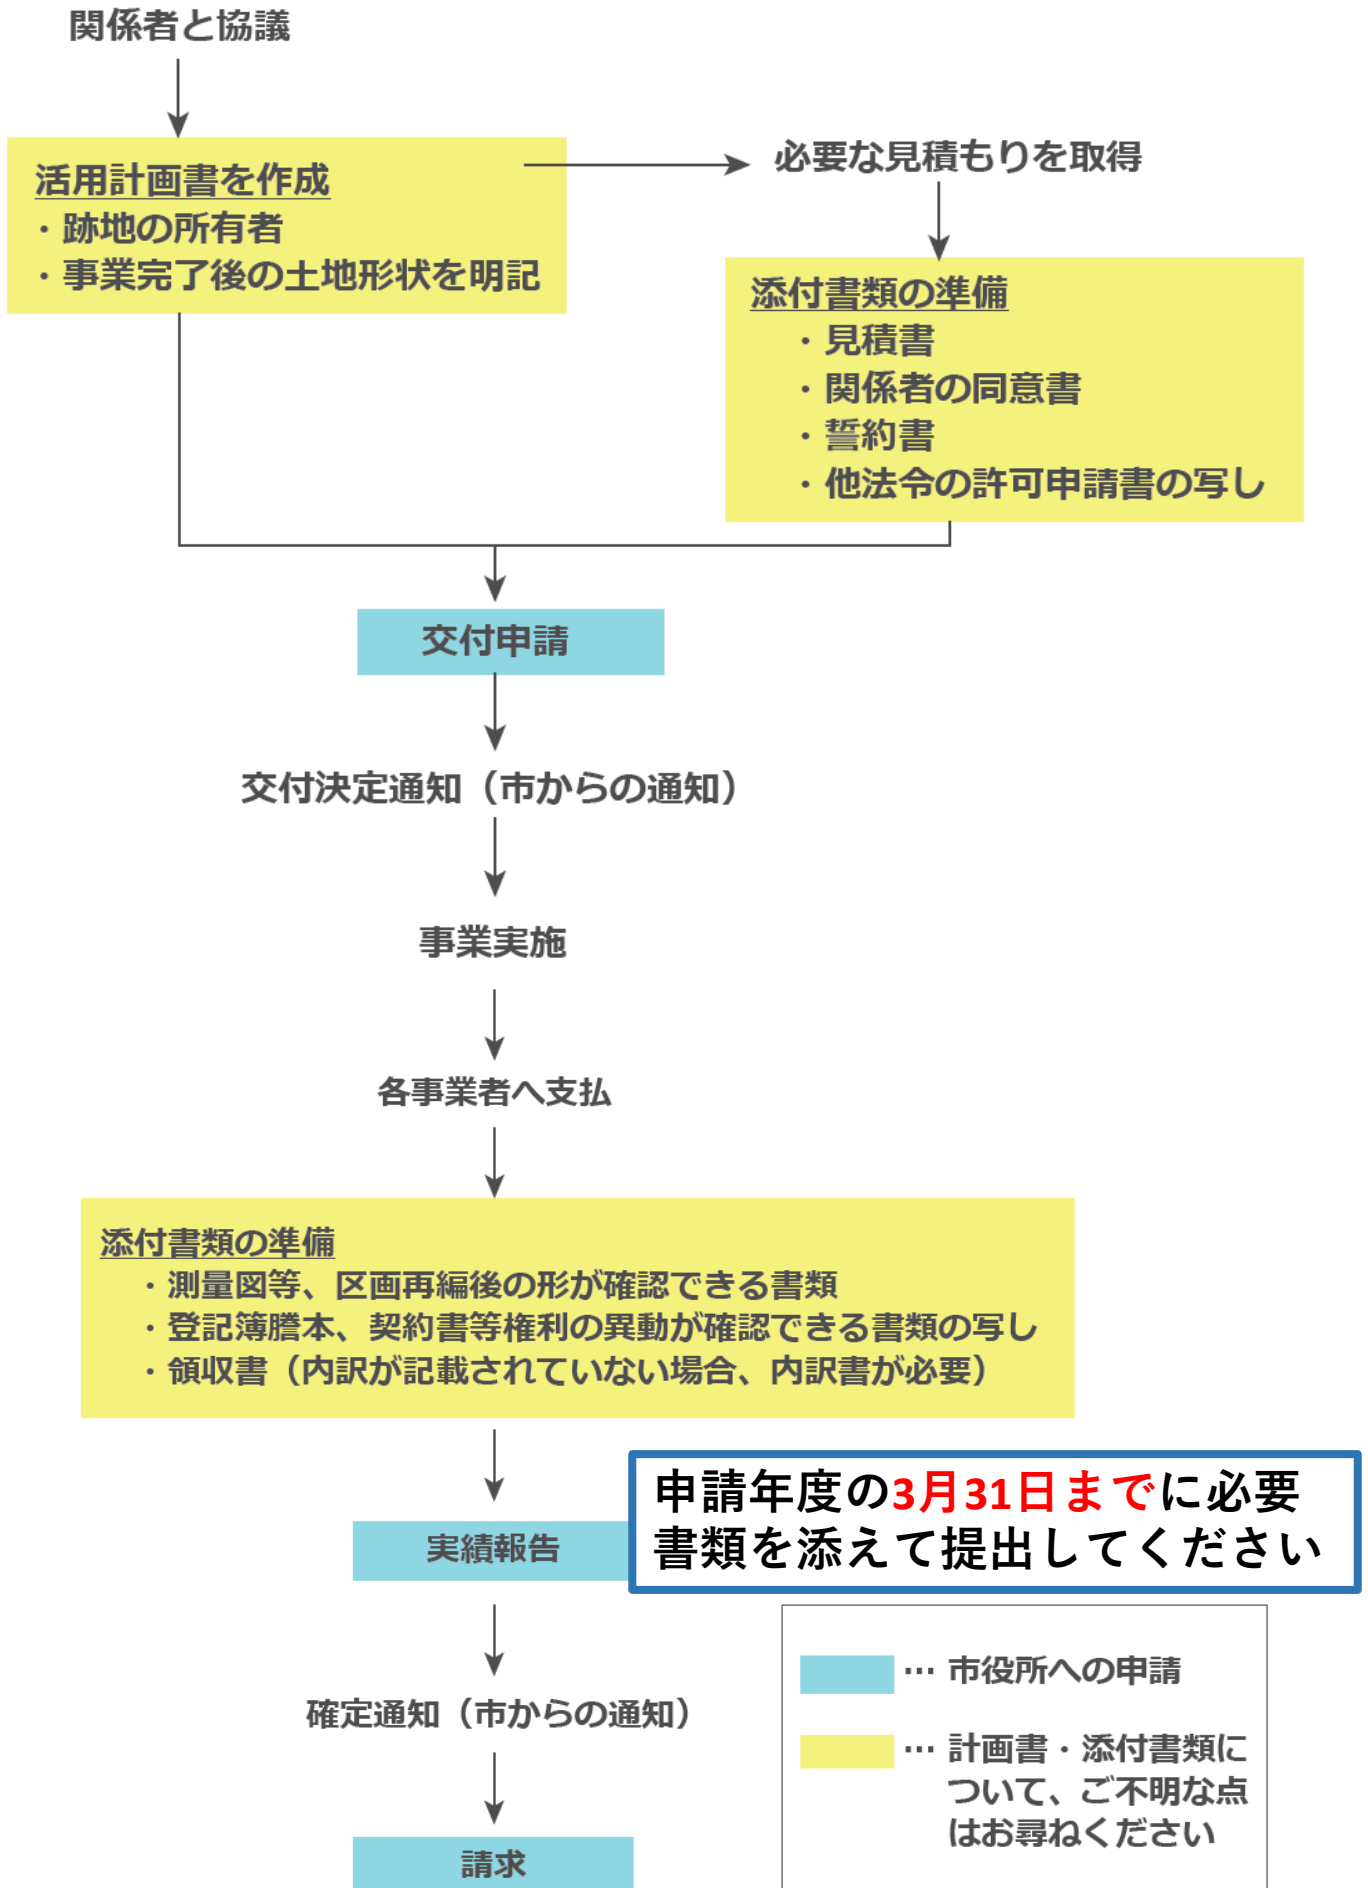 関係者と協議
活用計画書を作成
・跡地の所有者
・事業完了後の土地形状を明記
必要な見積もりを取得
添付書類の準備
・見積書
・関係者の同意書
・誓約書
・他法令の許可申請書の写し
交付申請
交付決定通知（市からの通知）
事業実施
各事業者へ支払
添付書類の準備
・測量図等、区画再編後の形が確認できる書類
・登記簿謄本、契約書等権利の異動が確認できる書類の写し
・領収書（内訳が記載されていない場合、内訳書が必要）
申請年度の3月31日までに必要
書類を添えて提出してください
実績報告
確定通知（市からの通知）
請求
… 市役所への申請
… 計画書・添付書類に
ついて、ご不明な点
はお尋ねください